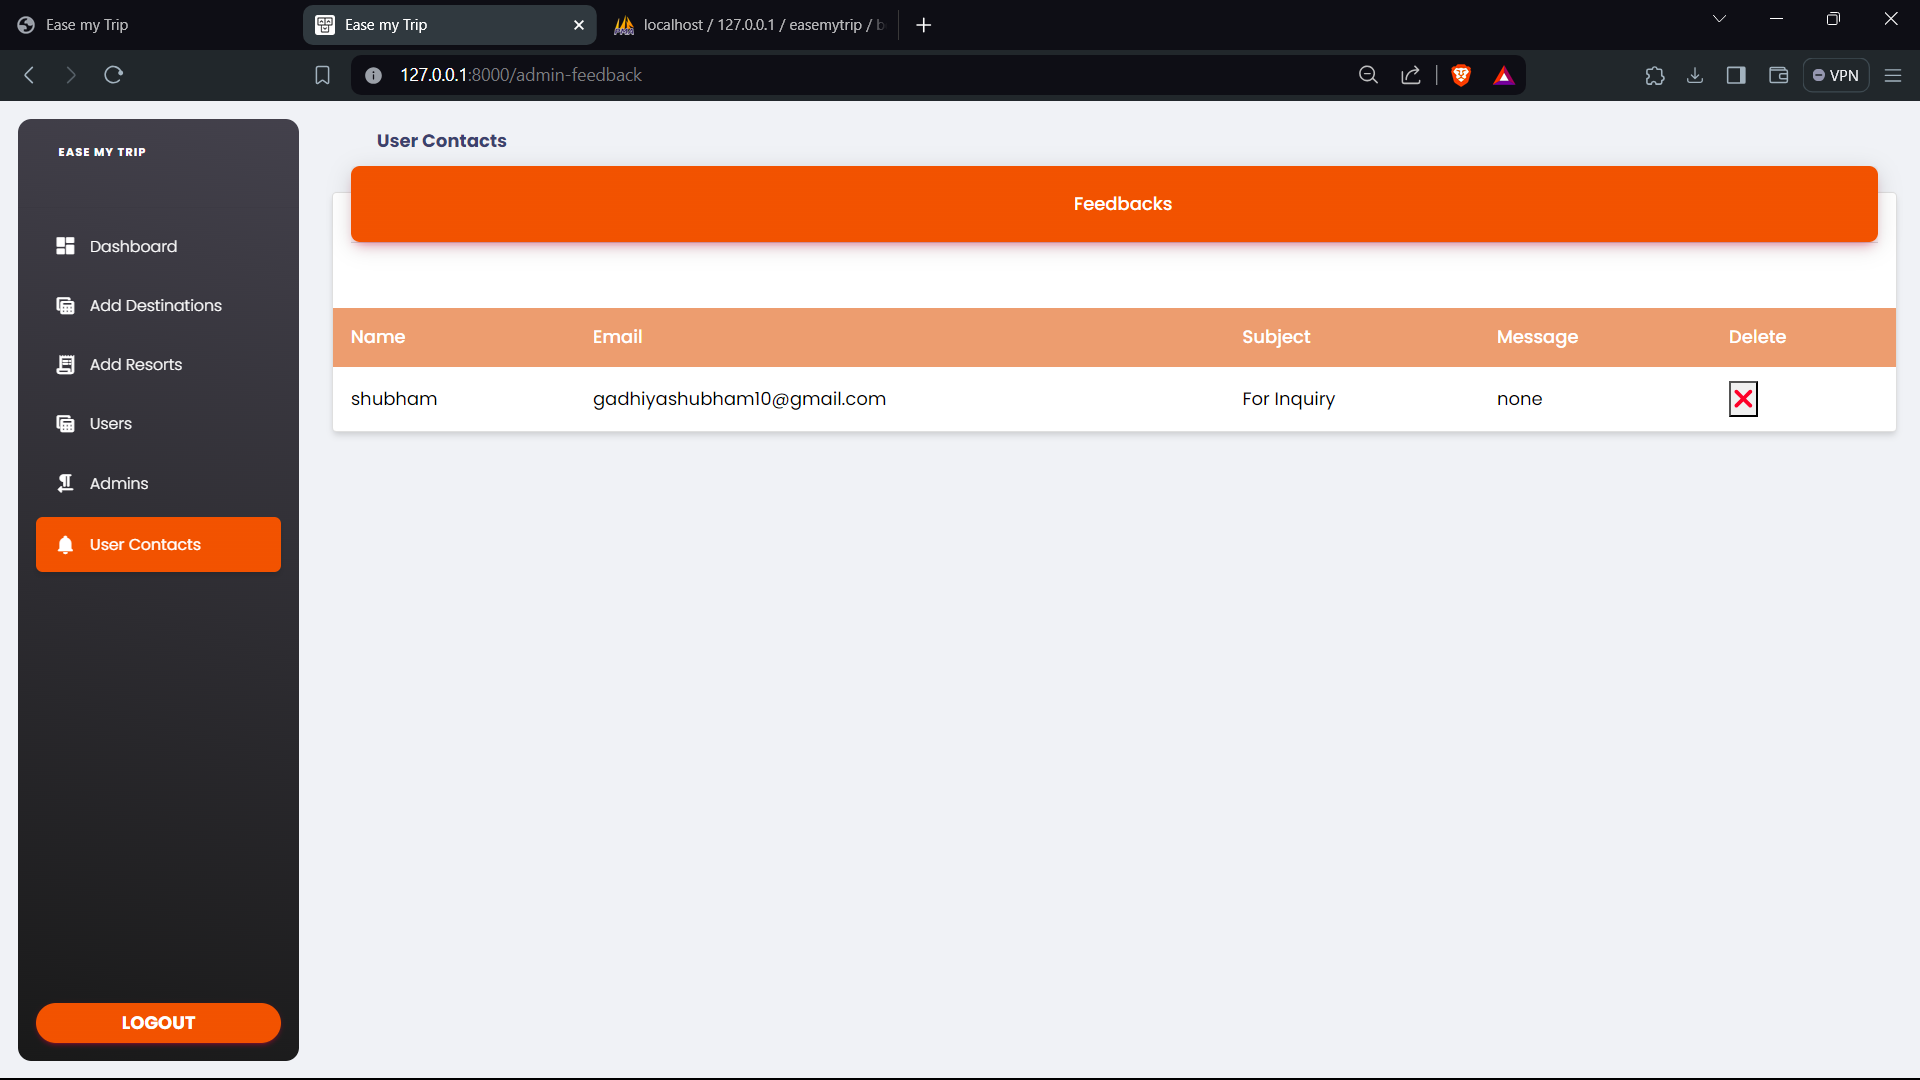 Ease my Trip
Ease my Trip
localhost / 127.0.0.1 / easemytrip / b
127.0.0.1:8000/admin-feedback
VPN
EASE MY TRIP
Dashboard
Add Destinations
Add Resorts
Users
Admins
User Contacts
LOGOUT
User Contacts
Feedbacks
Name Email Subject Message Delete
shubham gadhiyashubham10@gmail.com For Inquiry none